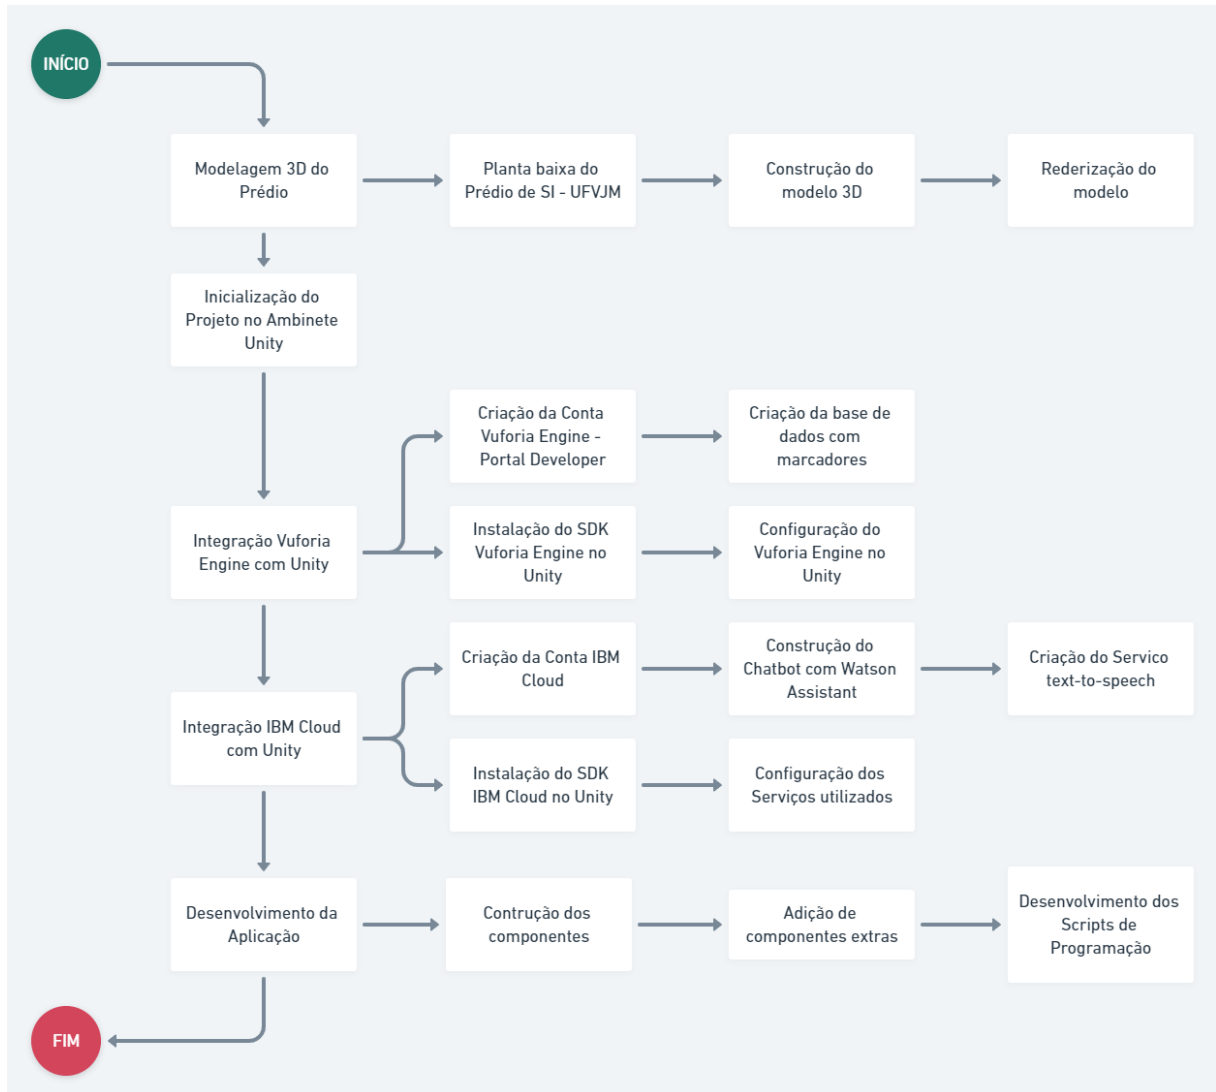 INÍCIO
Modelagem 3D do
Prédio
Planta baixa do
Prédio de SI - UFVJM
Construção do
modelo 3D
Rederização do
modelo
Inicialização do
Projeto no Ambinete
Unity
Criação da Conta
Vuforia Engine -
Portal Developer
Criação da base de
dados com
marcadores
Integração Vuforia
Engine com Unity
Instalação do SDK
Vuforia Engine no
Unity
Configuração do
Vuforia Engine no
Unity
Criação da Conta IBM
Cloud
Construção do
Chatbot com Watson
Assistant
Criação do Servico
text-to-speech
Integração IBM Cloud
com Unity
Instalação do SDK
IBM Cloud no Unity
Configuração dos
Serviços utilizados
Desenvolvimento da
Aplicação
Contrução dos
componentes
Adição de
componentes extras
Desenvolvimento dos
Scripts de
Programação
FIM